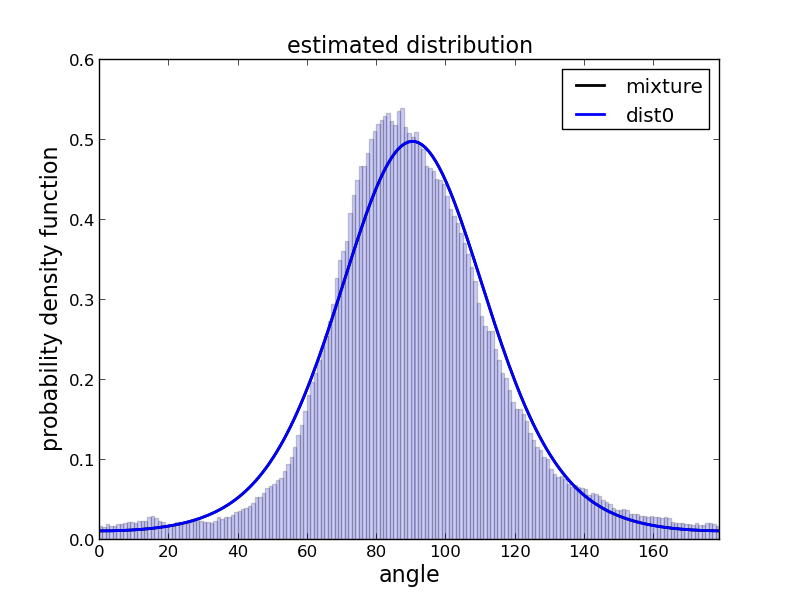 estimated distribution
mixture
dist0
probability density function
0.6
0.5
0.4
0.3
0.2
0.1
0.0
0 20 40 60 80 100 120 140 160
angle